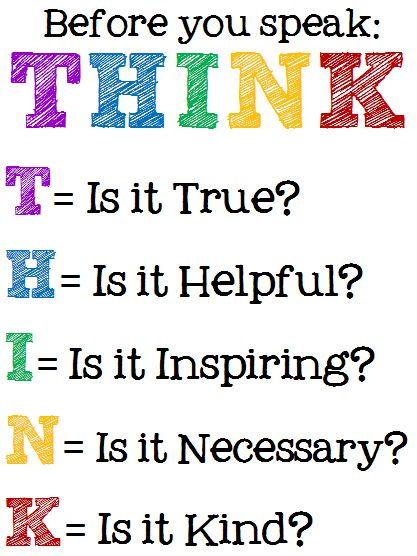 Before you speak:
THINK
T = Is it True?
H = Is it Helpful?
I = Is it Inspiring?
N = Is it Necessary?
K = Is it Kind?